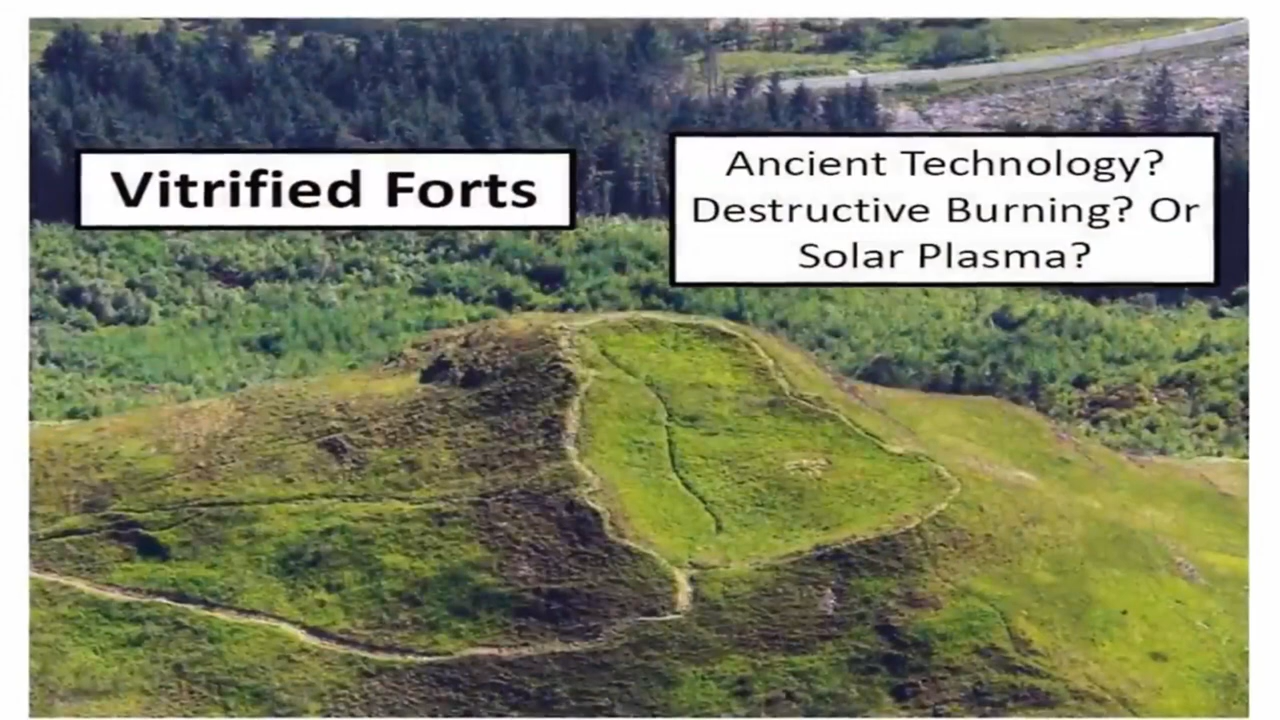 Vitrified Forts
Ancient Technology?
Destructive Burning? Or
Solar Plasma?